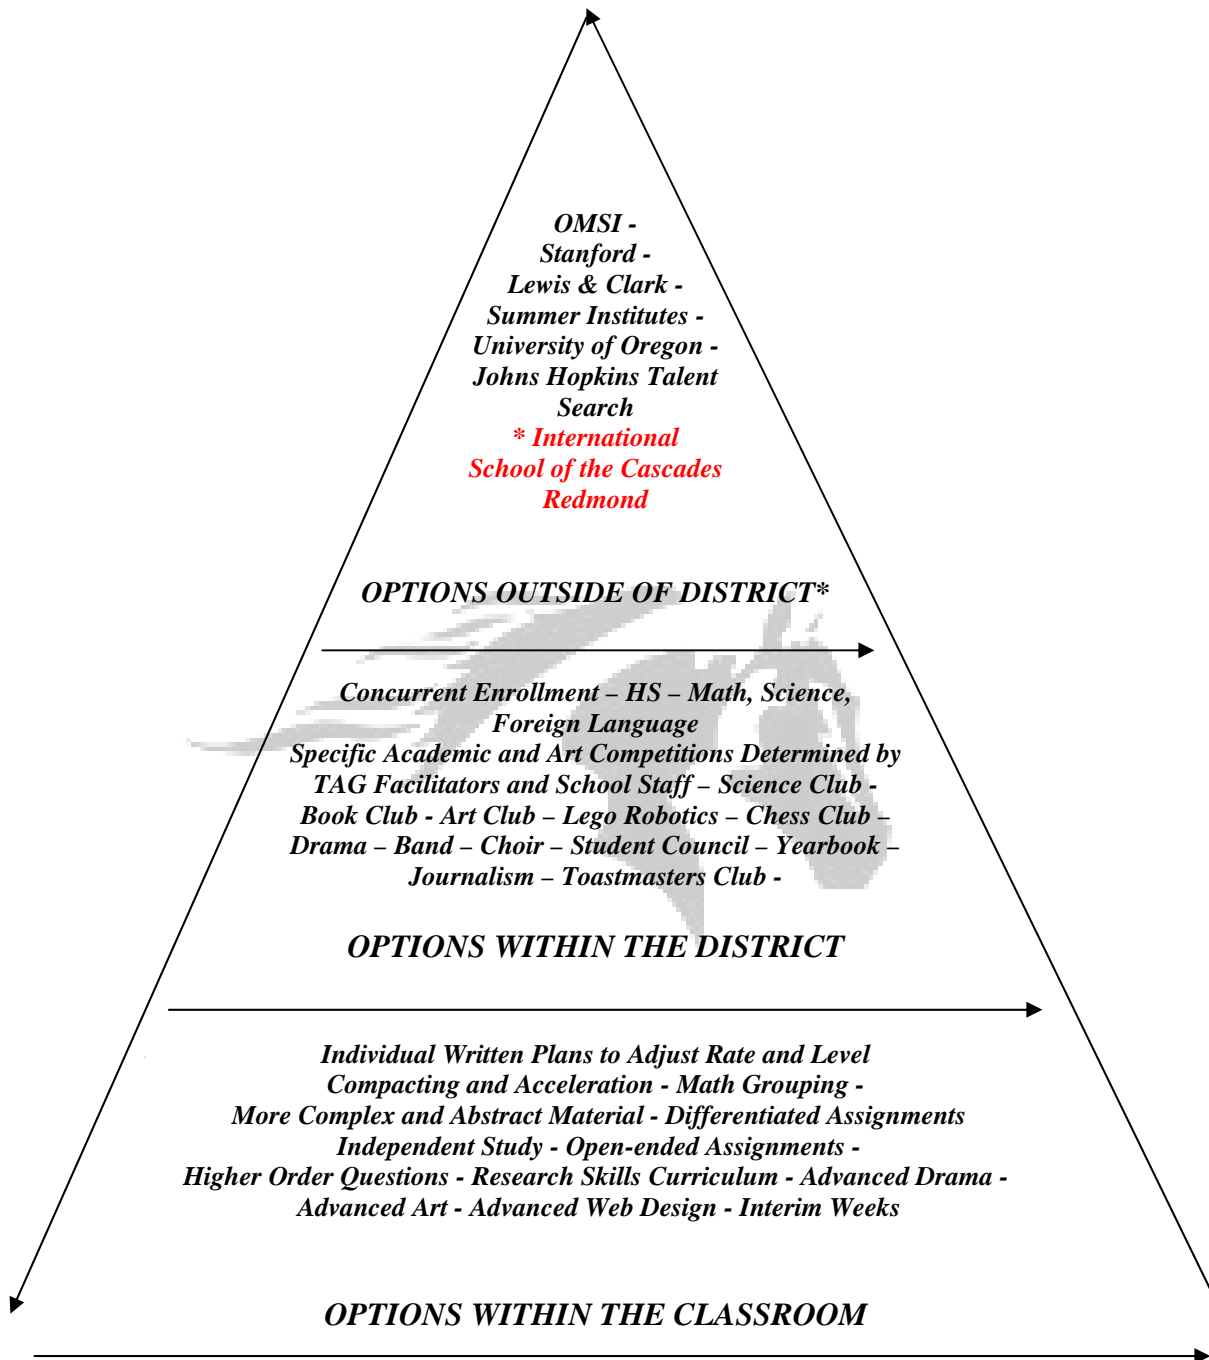 OMSI -
Stanford -
Lewis & Clark -
Summer Institutes -
University of Oregon -
Johns Hopkins Talent
Search
* International
School of the Cascades
Redmond
OPTIONS OUTSIDE OF DISTRICT*
Concurrent Enrollment – HS – Math, Science,
Foreign Language
Specific Academic and Art Competitions Determined by
TAG Facilitators and School Staff – Science Club -
Book Club - Art Club – Lego Robotics – Chess Club –
Drama – Band – Choir – Student Council – Yearbook –
Journalism – Toastmasters Club -
OPTIONS WITHIN THE DISTRICT
Individual Written Plans to Adjust Rate and Level
Compacting and Acceleration - Math Grouping -
More Complex and Abstract Material - Differentiated Assignments
Independent Study - Open-ended Assignments -
Higher Order Questions - Research Skills Curriculum - Advanced Drama -
Advanced Art - Advanced Web Design - Interim Weeks
OPTIONS WITHIN THE CLASSROOM